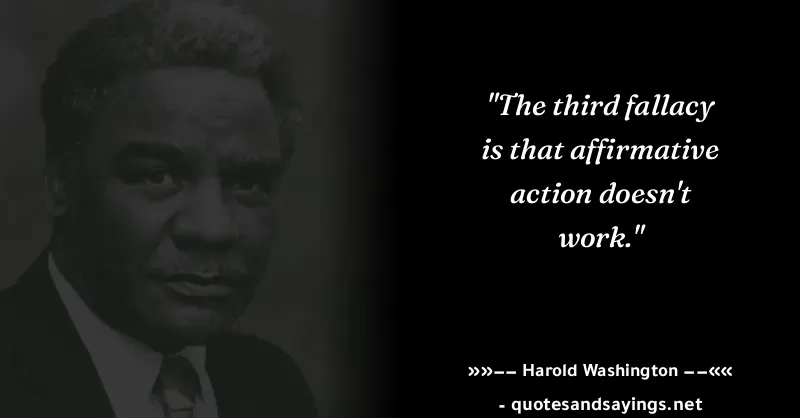 "The third fallacy
is that affirmative
action doesn't
work."
»»–– Harold Washington ––««
- quotesandsayings.net